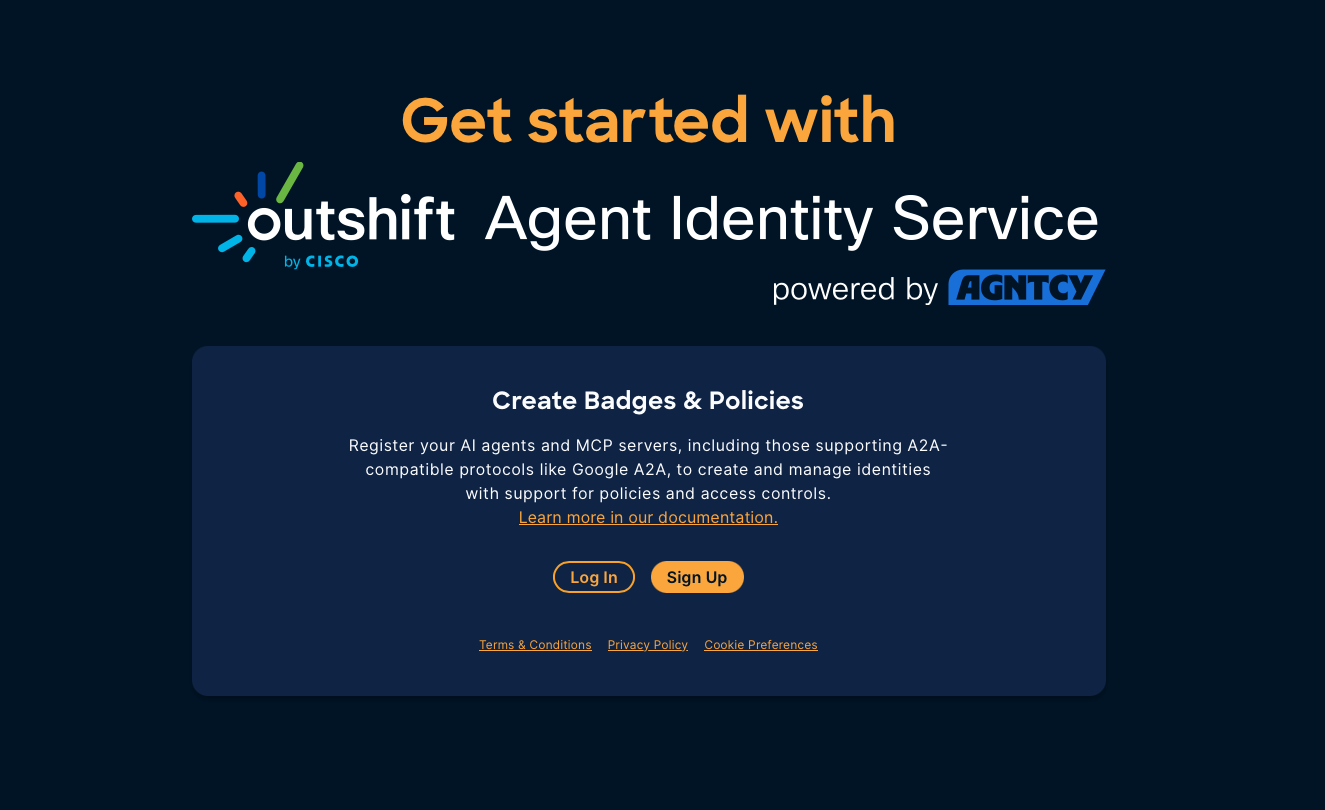 Get started with
outshift Agent Identity Service
by CISCO
powered by AGNTCY
Create Badges & Policies
Register your AI agents and MCP servers, including those supporting A2A-
compatible protocols like Google A2A, to create and manage identities
with support for policies and access controls.
Learn more in our documentation.
Log In Sign Up
Terms & Conditions Privacy Policy Cookie Preferences